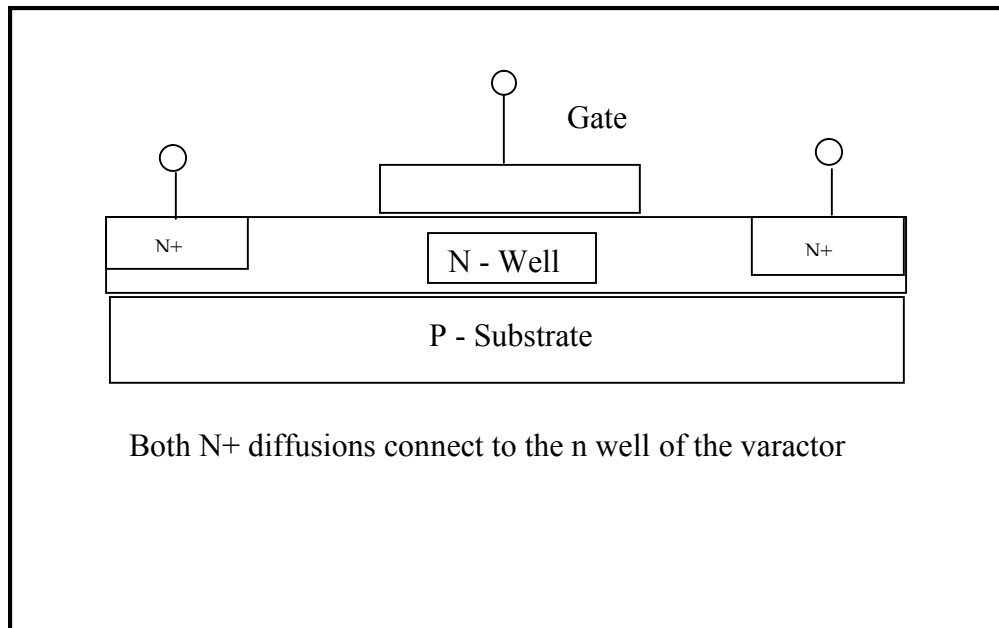 Gate
N+
N+
N - Well
P - Substrate
Both N+ diffusions connect to the n well of the varactor